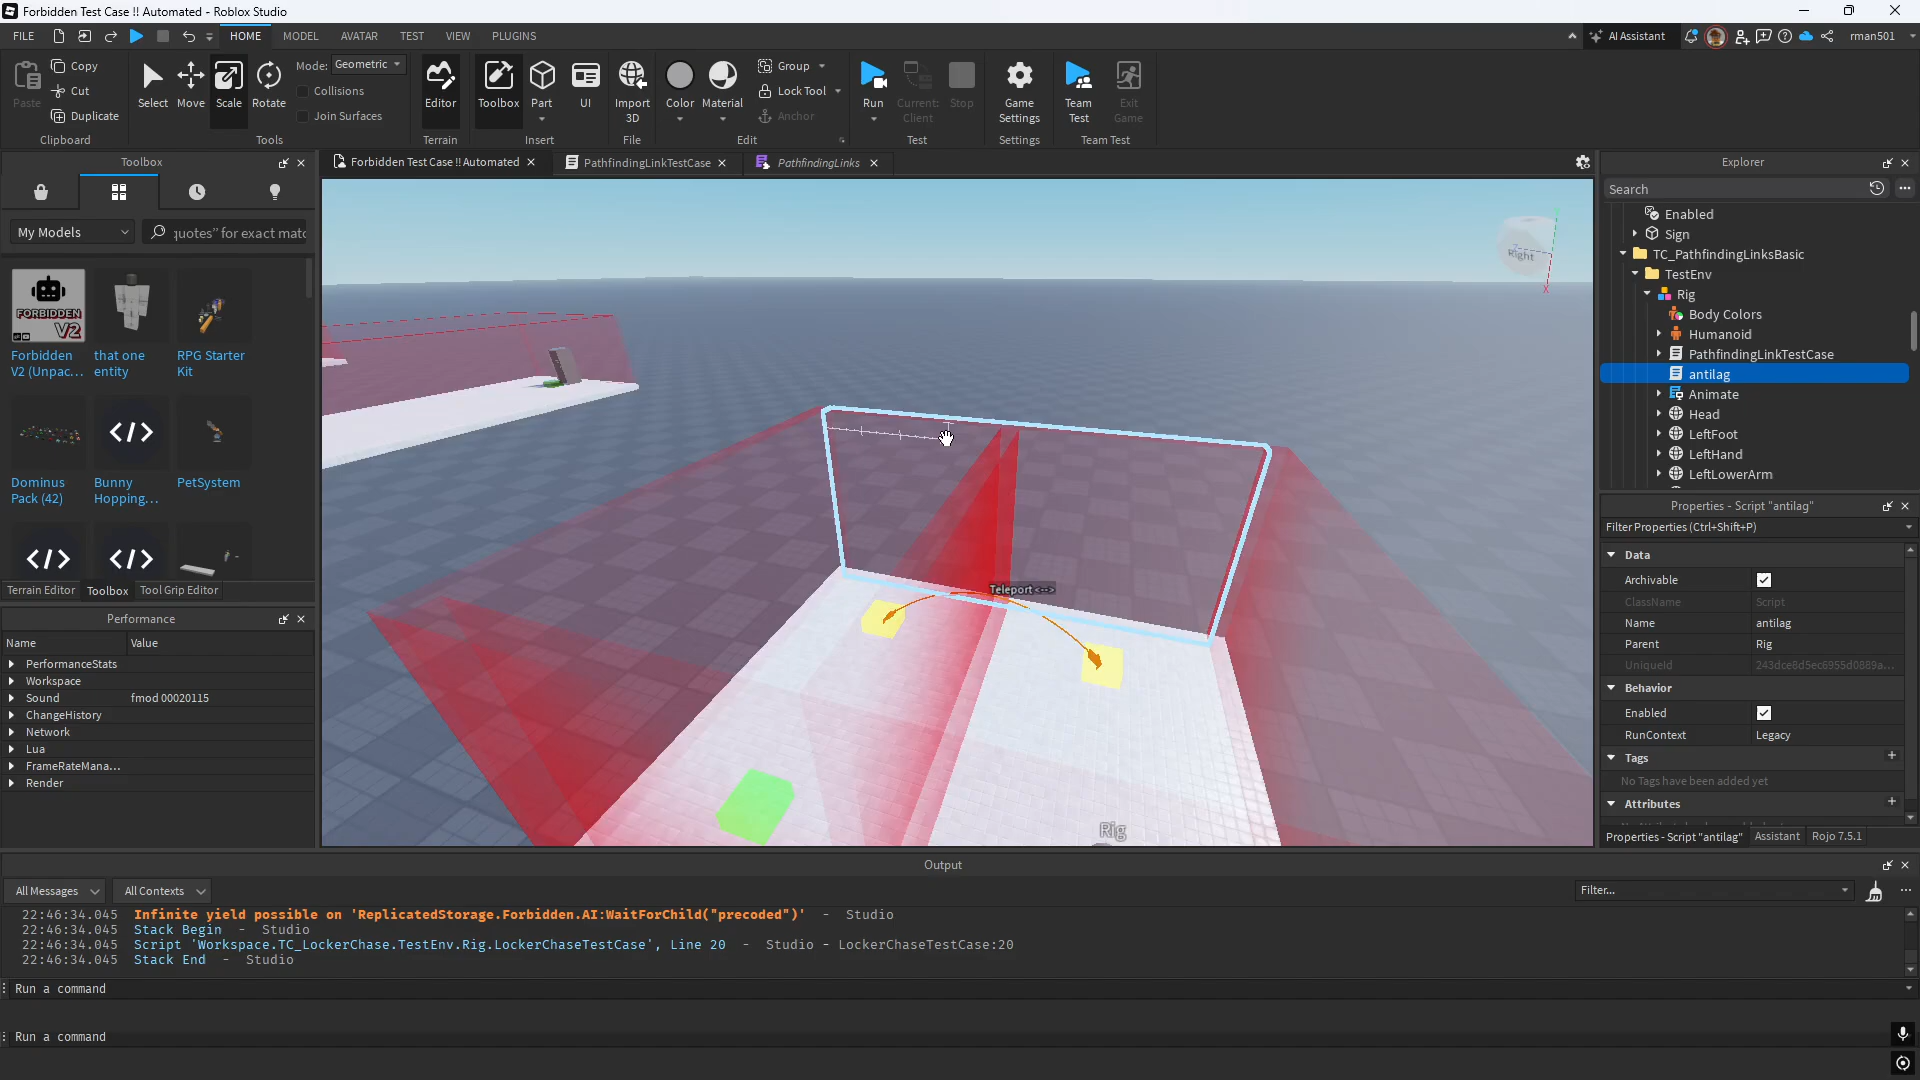 Forbidden Test Case !! Automated - Roblox Studio
FILE
HOME
MODEL
AVATAR
TEST
VIEW
PLUGINS
AI Assistant
rman501
Paste
Copy
Cut
Duplicate
Clipboard
Select
Move
Scale
Rotate
Mode:
Geometric
Collisions
Join Surfaces
Tools
Editor
Terrain
Toolbox
Part
UI
Insert
Import
3D
File
Color
Material
Group
Lock Tool
Anchor
Edit
Run
Current:
Client
Stop
Test
Game
Settings
Settings
Team
Test
Exit
Game
Team Test
Toolbox
My Models
quotes” for exact matc
FORBIDDEN
V2
Forbidden
V2 (Unpac...
that one
entity
RPG Starter
Kit
Dominus
Pack (42)
Bunny
Hopping...
PetSystem
Terrain Editor
Toolbox
Tool Grip Editor
Performance
Name
Value
PerformanceStats
Workspace
Sound
fmod 00020115
ChangeHistory
Network
Lua
FrameRateMana...
Render
Forbidden Test Case !! Automated
PathfindingLinkTestCase
PathfindingLinks
Right
Teleport <-->
Rig
Explorer
Search
Enabled
Sign
TC_PathfindingLinksBasic
TestEnv
Rig
Body Colors
Humanoid
PathfindingLinkTestCase
antilag
Animate
Head
LeftFoot
LeftHand
LeftLowerArm
Properties - Script "antilag"
Filter Properties (Ctrl+Shift+P)
Data
Archivable
ClassName
Script
Name
antilag
Parent
Rig
UniqueId
243dce8d5ec6955d0889a...
Behavior
Enabled
RunContext
Legacy
Tags
No Tags have been added yet
Attributes
Properties - Script "antilag"
Assistant
Rojo 7.5.1
Output
All Messages
All Contexts
Filter...
22:46:34.045 Infinite yield possible on 'ReplicatedStorage.Forbidden.AI:WaitForChild("precoded")' - Studio
22:46:34.045 Stack Begin - Studio
22:46:34.045 Script 'Workspace.TC_LockerChase.TestEnv.Rig.LockerChaseTestCase', Line 20 - Studio - LockerChaseTestCase:20
22:46:34.045 Stack End - Studio
Run a command
Run a command